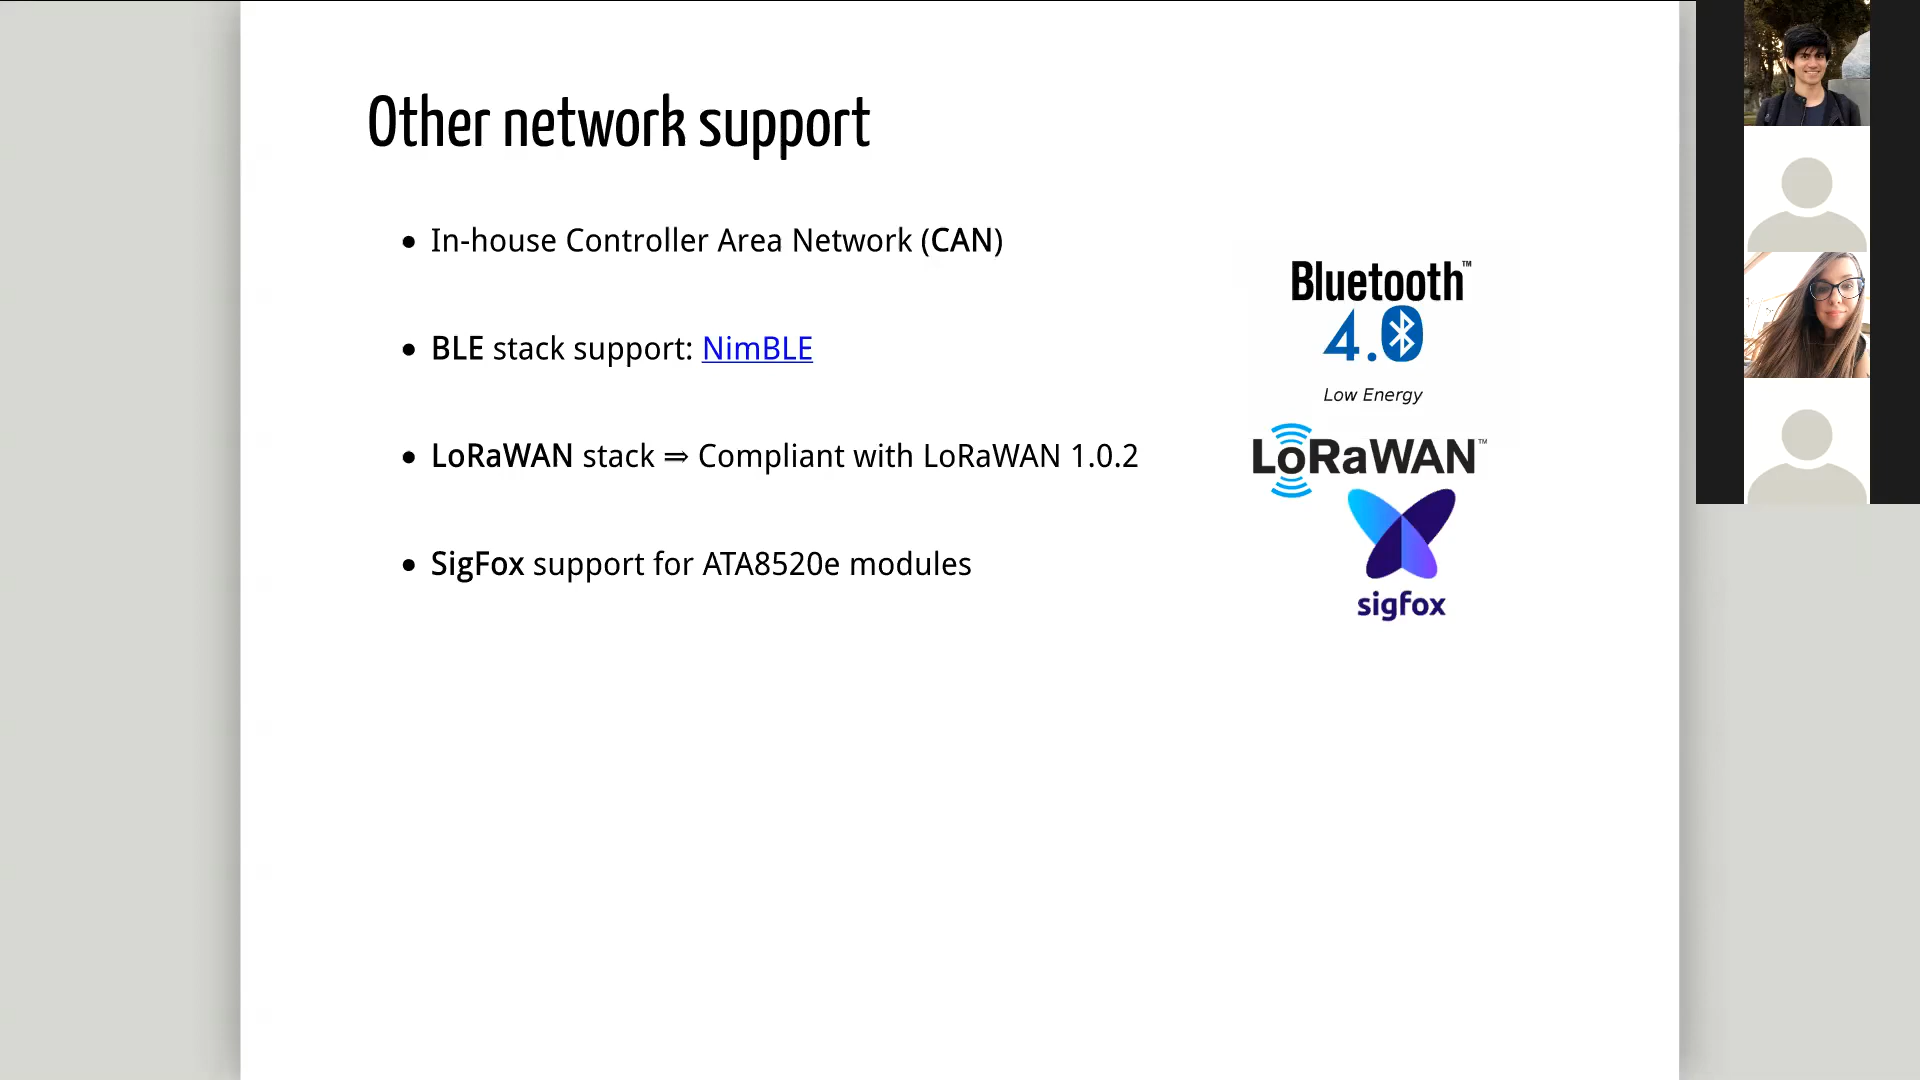 Other network support
In-house Controller Area Network (CAN)
BLE stack support: NimBLE
LoRaWAN stack ⇒ Compliant with LoRaWAN 1.0.2
SigFox support for ATA8520e modules
Bluetooth™
4.0
Low Energy
LoRaWAN™
sigfox